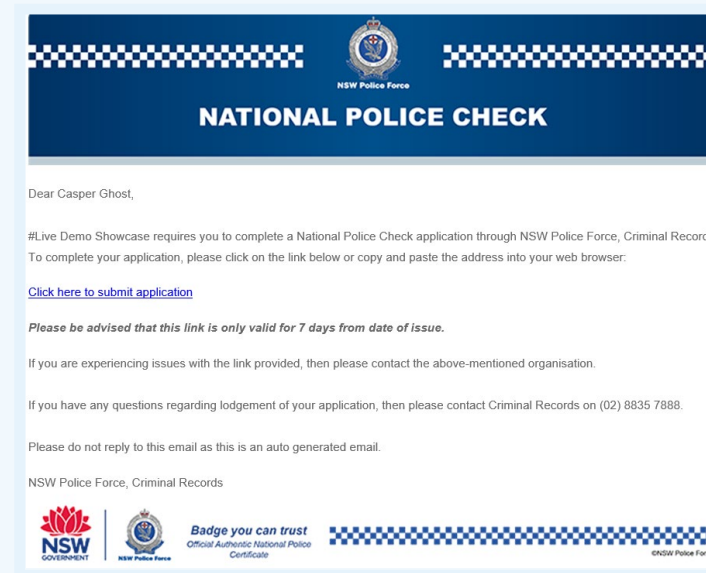 NSW Police Force
NATIONAL POLICE CHECK
Dear Casper Ghost,
#Live Demo Showcase requires you to complete a National Police Check application through NSW Police Force, Criminal Recor
To complete your application, please click on the link below or copy and paste the address into your web browser:
Click here to submit application
Please be advised that this link is only valid for 7 days from date of issue.
If you are experiencing issues with the link provided, then please contact the above-mentioned organisation.
If you have any questions regarding lodgement of your application, then please contact Criminal Records on (02) 8835 7888.
Please do not reply to this email as this is an auto generated email.
NSW Police Force, Criminal Records
NSW
GOVERNMENT
NSW Police Force
Badge you can trust
Official Authentic National Police
Certificate
©NSW Police For